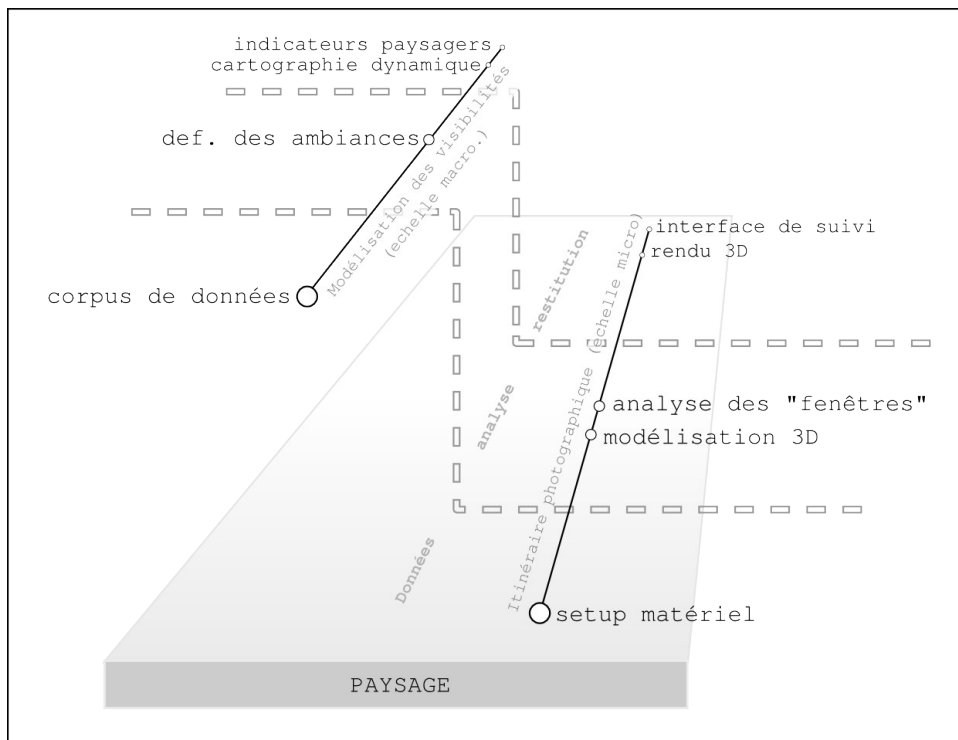 indicateurs paysagers
cartographie dynamique
def. des ambiances
Modélisation des visibilités
(echelle macro.)
corpus de données
interface de suivi
rendu 3D
restitution
Itinéraire photographique (echelle micro)
analyse
analyse des "fenêtres"
modélisation 3D
Données
setup matériel
PAYSAGE